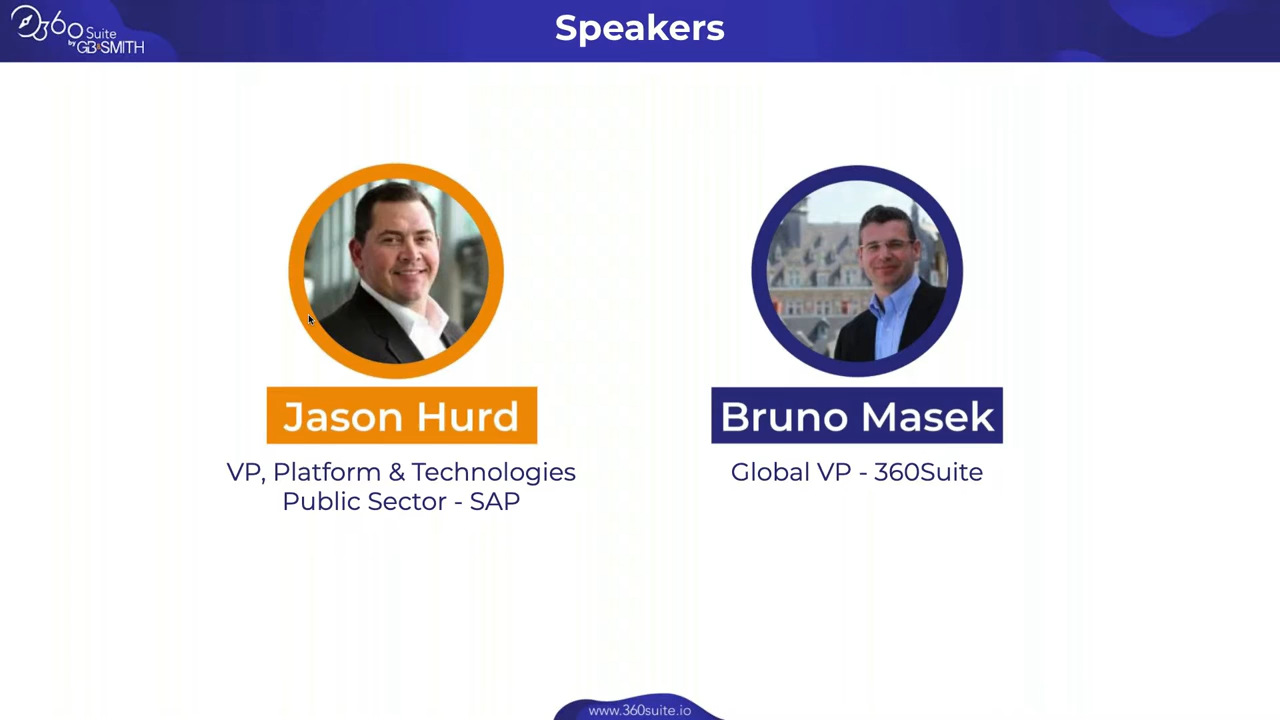 360 Suite
by GB&SMITH
Speakers
Jason Hurd
VP, Platform & Technologies
Public Sector - SAP
Bruno Masek
Global VP - 360Suite
www.360suite.io